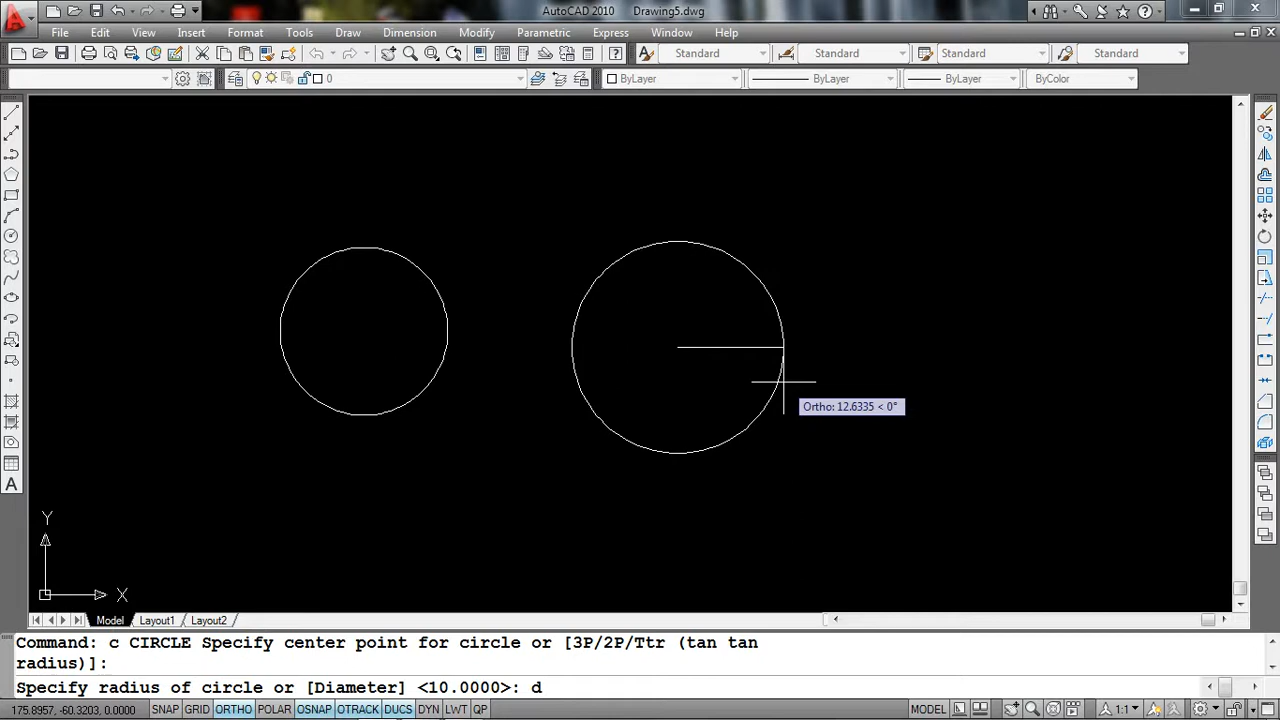 AutoCAD 2010 Drawing5.dwg
File Edit View Insert Format Tools Draw Dimension Modify Parametric Express Window Help
Standard Standard Standard Standard
0 ByLayer ByLayer ByLayer ByColor
Ortho: 12.6335 < 0°
Y
X
Model Layout1 Layout2
Command: c CIRCLE Specify center point for circle or [3P/2P/Ttr (tan tan
radius)]:
Specify radius of circle or [Diameter] <10.0000>: d
175.8957, -60.3203, 0.0000 SNAP GRID ORTHO POLAR OSNAP OTRACK DUCS DYN LWT QP MODEL 1:1